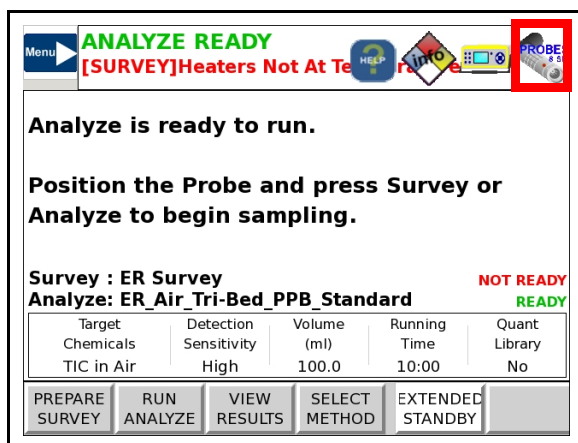 Menu
ANALYZE READY
[SURVEY]Heaters Not At Te
HELP
info
PROBE
Analyze is ready to run.
Position the Probe and press Survey or
Analyze to begin sampling.
Survey : ER Survey
NOT READY
Analyze: ER_Air_Tri-Bed_PPB_Standard
READY
Target Detection Volume Running Quant
Chemicals Sensitivity (ml) Time Library
TIC in Air High 100.0 10:00 No
PREPARE RUN VIEW SELECT EXTENDED
SURVEY ANALYZE RESULTS METHOD STANDBY